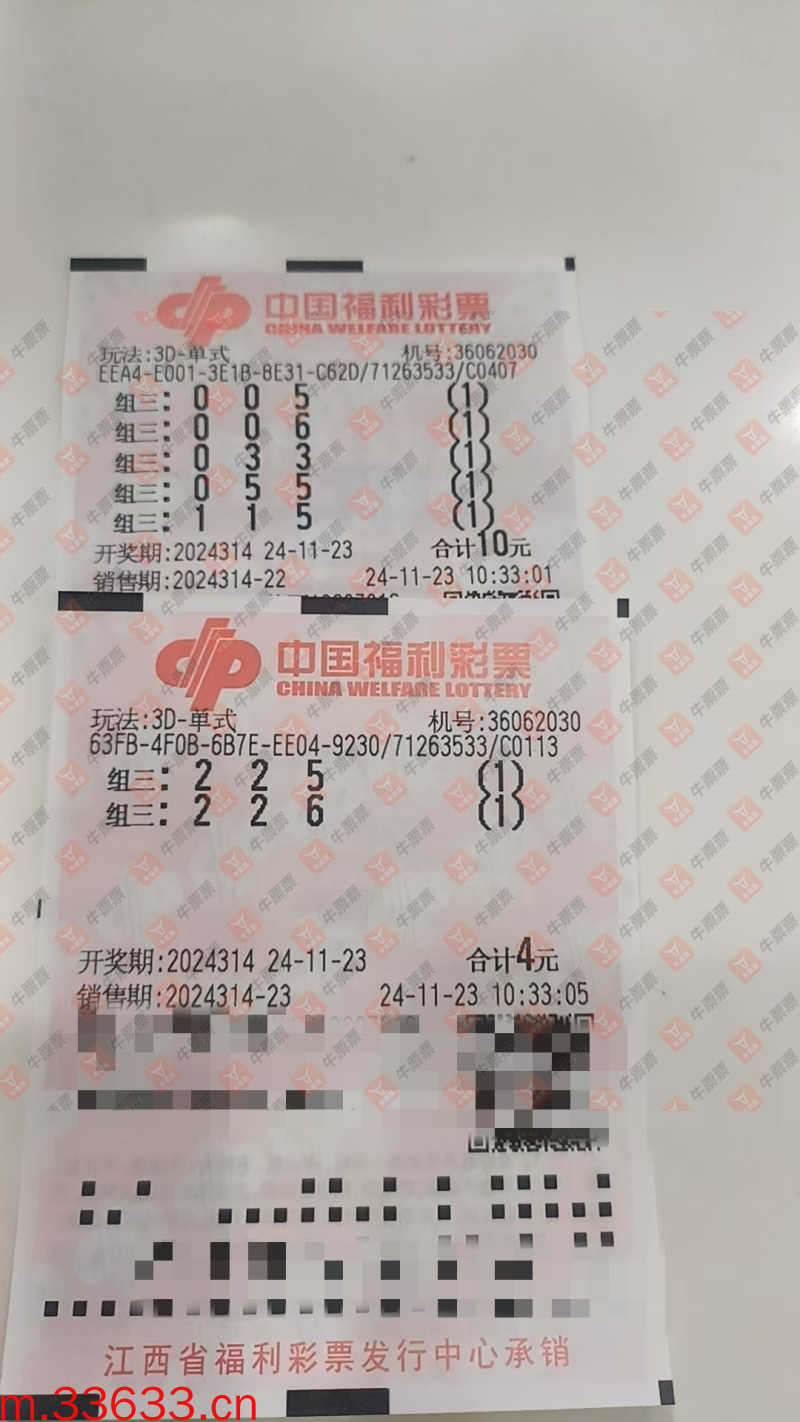 中国福利彩票
CHINA WELFARE LOTTERY
玩法:3D-单式 机号:36062030
EEA4-E001-3E1B-8E31-C62D/71263533/C0407
组三: 0 0 5 (1)
组三: 0 0 6 (1)
组三: 0 3 3 (1)
组三: 0 5 5 (1)
组三: 1 1 5 (1)
开奖期:2024314 24-11-23 合计10元
销售期:2024314-22 24-11-23 10:33:01
中国福利彩票
CHINA WELFARE LOTTERY
玩法:3D-单式 机号:36062030
63FB-4F0B-6B7E-EE04-9230/71263533/C0113
组三: 2 2 5 (1)
组三: 2 2 6 (1)
开奖期:2024314 24-11-23 合计4元
销售期:2024314-23 24-11-23 10:33:05
江西省福利彩票发行中心承销
m.33633.cn
牛票票